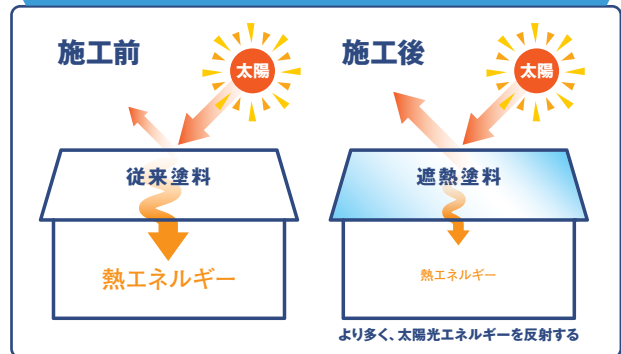 施工前
太陽
従来塗料
熱エネルギー
施工後
太陽
遮熱塗料
熱エネルギー
より多く、太陽光エネルギーを反射する